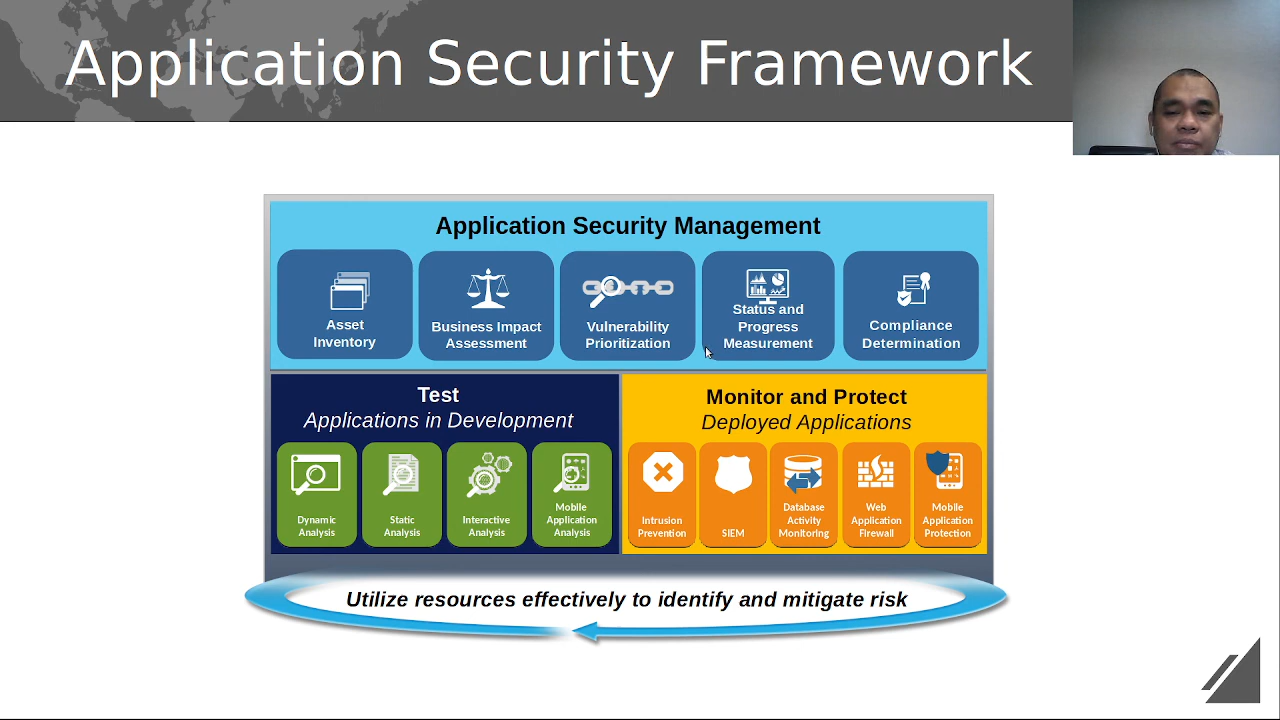 Application Security Framework
Application Security Management
Asset
Inventory
Business Impact
Assessment
Vulnerability
Prioritization
Status and
Progress
Measurement
Compliance
Determination
Test
Applications in Development
Dynamic
Analysis
Static
Analysis
Interactive
Analysis
Mobile
Application
Analysis
Monitor and Protect
Deployed Applications
Intrusion
Prevention
SIEM
Database
Activity
Monitoring
Web
Application
Firewall
Mobile
Application
Protection
Utilize resources effectively to identify and mitigate risk